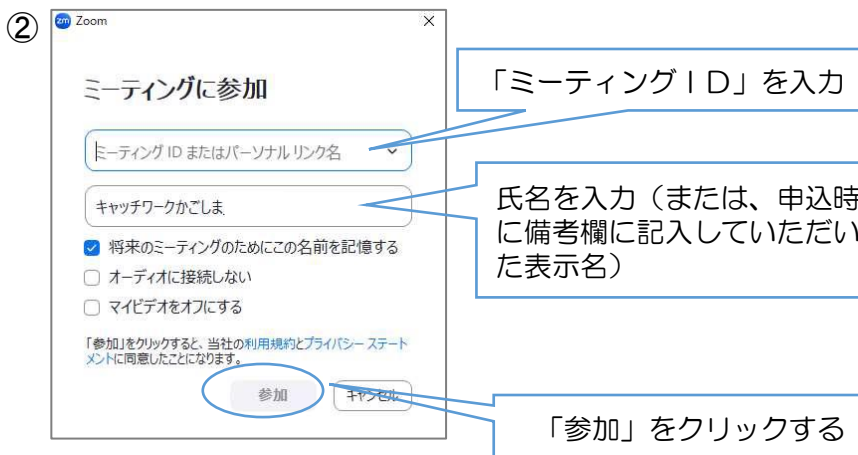 ②
zm Zoom
ミーティングに参加
ミーティング ID またはパーソナル リンク名
キャッチワークかごしま
将来のミーティングのためにこの名前を記憶する
オーディオに接続しない
マイビデオをオフにする
「参加」をクリックすると、当社の利用規約とプライバシー ステート
メントに同意したことになります。
参加
キャンセル
「ミーティングＩＤ」を入力
氏名を入力（または、申込時
に備考欄に記入していただい
た表示名）
「参加」をクリックする